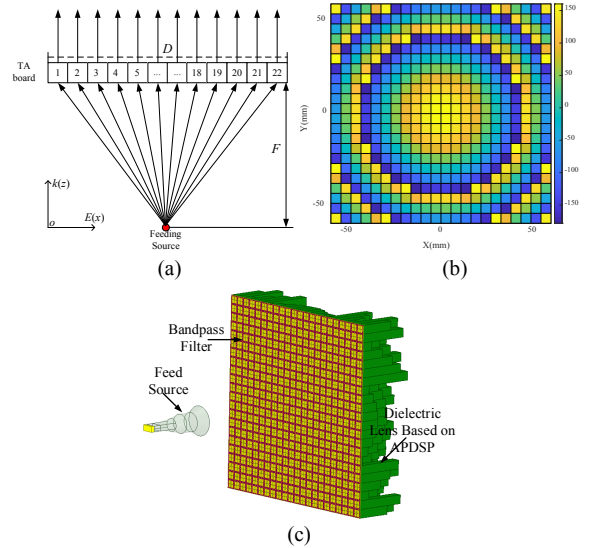 D
TA
board
1 2 3 4 5 ... ... 18 19 20 21 22
F
k(z)
o
E(x)
Feeding
Source
(a)
50
0
-50
Y(mm)
-50 0 50
X(mm)
150
100
50
0
-50
-100
-150
(b)
Bandpass
Filter
Feed
Source
Dielectric
Lens Based on
APDSP
(c)